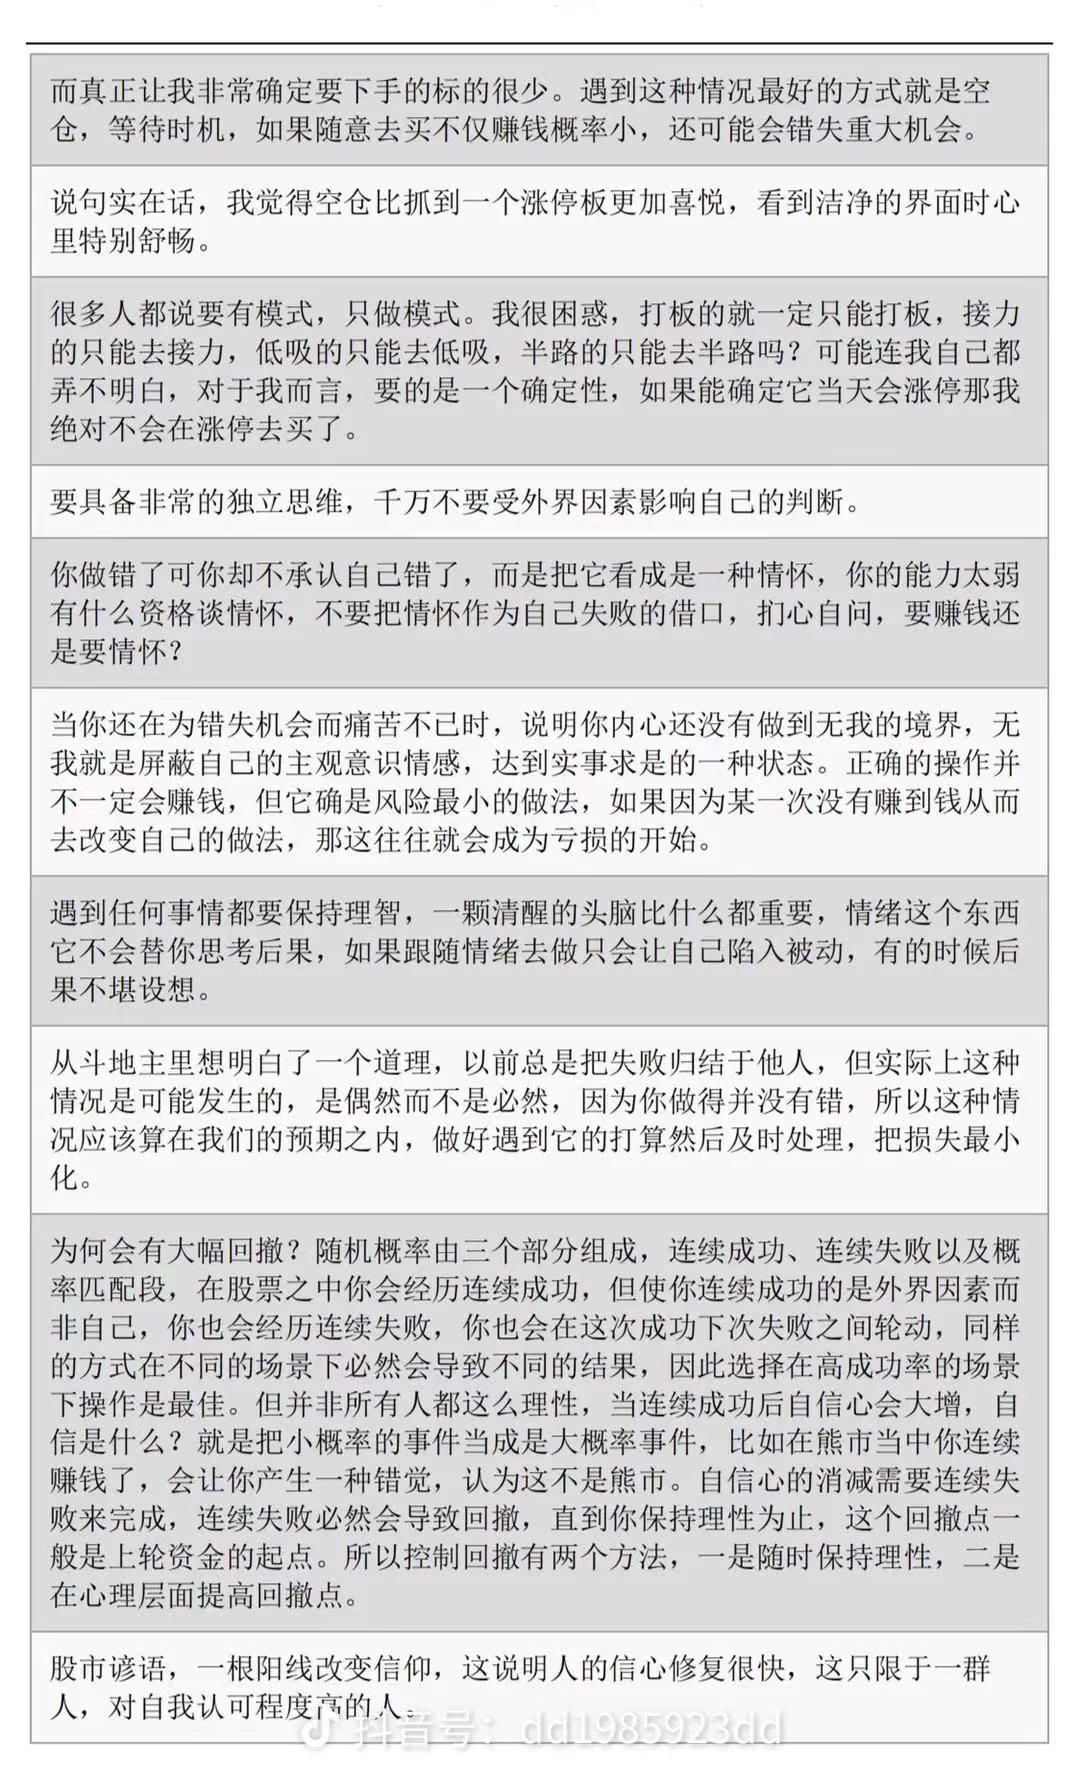 而真正让我非常确定要下手的标的很少。遇到这种情况最好的方式就是空
仓，等待时机，如果随意去买不仅赚钱概率小，还可能会错失重大机会。
说句实在话，我觉得空仓比抓到一个涨停板更加喜悦，看到洁净的界面时心
里特别舒畅。
很多人都说要有模式，只做模式。我很困惑，打板的就一定只能打板，接力
的只能去接力，低吸的只能去低吸，半路的只能去半路吗？可能连我自己都
弄不明白，对于我而言，要的是一个确定性，如果能确定它当天会涨停那我
绝对不会在涨停去买了。
要具备非常的独立思维，千万不要受外界因素影响自己的判断。
你做错了可你却不承认自己错了，而是把它看成是一种情怀，你的能力太弱
有什么资格谈情怀，不要把情怀作为自己失败的借口，扪心自问，要赚钱还
是要情怀？
当你还在为错失机会而痛苦不已时，说明你内心还没有做到无我的境界，无
我就是屏蔽自己的主观意识情感，达到实事求是的一种状态。正确的操作并
不一定会赚钱，但它确是风险最小的做法，如果因为某一次没有赚到钱从而
去改变自己的做法，那这往往就会成为亏损的开始。
遇到任何事情都要保持理智，一颗清醒的头脑比什么都重要，情绪这个东西
它不会替你思考后果，如果跟随情绪去做只会让自己陷入被动，有的时候后
果不堪设想。
从斗地主里想明白了一个道理，以前总是把失败归结于他人，但实际上这种
情况是可能发生的，是偶然而不是必然，因为你做得并没有错，所以这种情
况应该算在我们的预期之内，做好遇到它的打算然后及时处理，把损失最小
化。
为何会有大幅回撤？随机概率由三个部分组成，连续成功、连续失败以及概
率匹配段，在股票之中你会经历连续成功，但使你连续成功的是外界因素而
非自己，你也会经历连续失败，你也会在这次成功下次失败之间轮动，同样
的方式在不同的场景下必然会导致不同的结果，因此选择在高成功率的场景
下操作是最佳。但并非所有人都这么理性，当连续成功后自信心会大增，自
信是什么？就是把小概率的事件当成是大概率事件，比如在熊市当中你连续
赚钱了，会让你产生一种错觉，认为这不是熊市。自信心的消减需要连续失
败来完成，连续失败必然会导致回撤，直到你保持理性为止，这个回撤点一
般是上轮资金的起点。所以控制回撤有两个方法，一是随时保持理性，二是
在心理层面提高回撤点。
股市谚语，一根阳线改变信仰，这说明人的信心修复很快，这只限于一群
人，对自我认可程度高的人。
抖音号：dd1985923dd